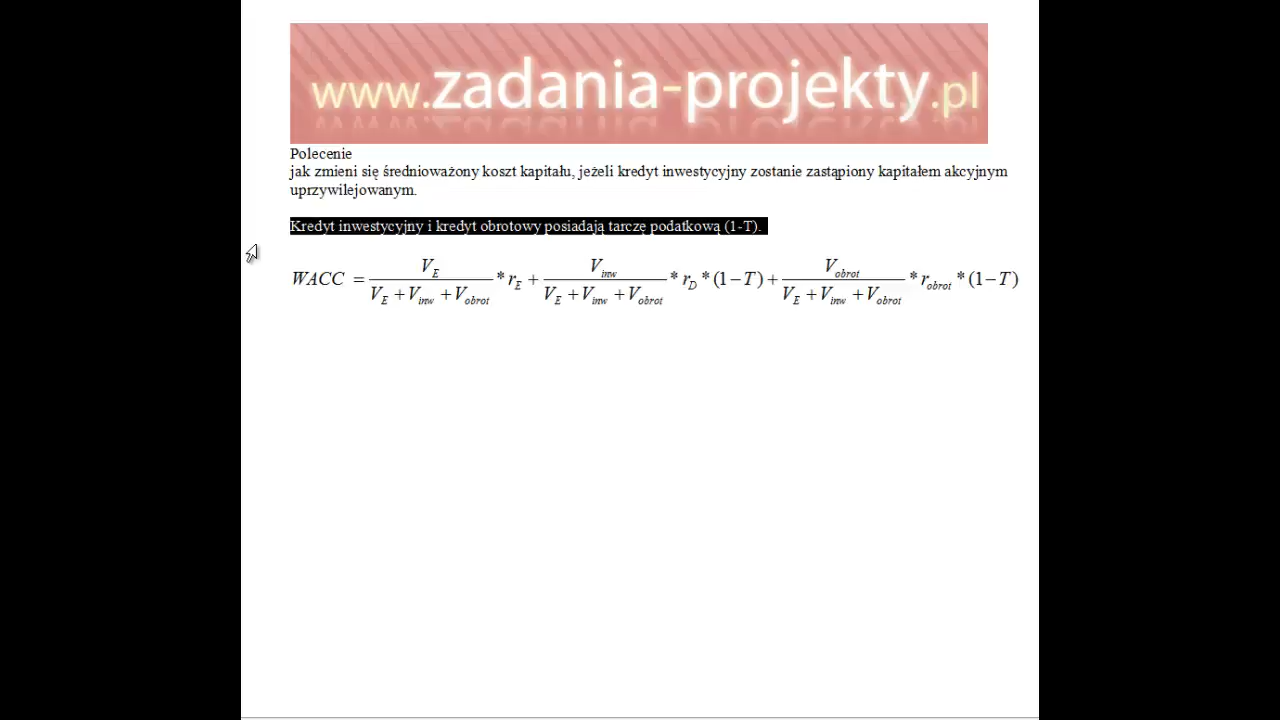 www.zadania-projekty.pl
Polecenie
jak zmieni się średnioważony koszt kapitału, jeżeli kredyt inwestycyjny zostanie zastąpiony kapitałem akcyjnym
uprzywilejowanym.
Kredyt inwestycyjny i kredyt obrotowy posiadają tarczę podatkową (1-T).
WACC = V_E / (V_E + V_inw + V_obrot) * r_E + V_inw / (V_E + V_inw + V_obrot) * r_D * (1 − T) + V_obrot / (V_E + V_inw + V_obrot) * r_obrot * (1 − T)